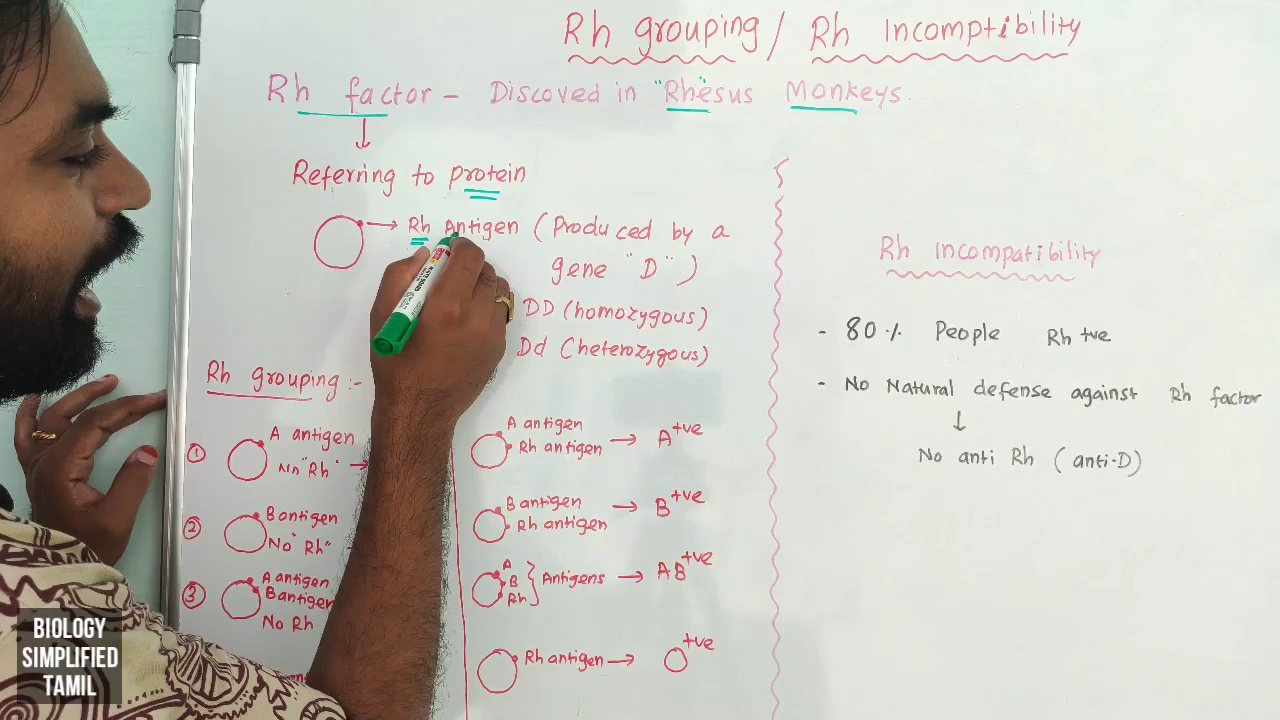 Rh grouping / Rh Incomptibility
Rh factor - Discoved in "Rhesus Monkeys.
Referring to protein
Rh Antigen (Produced by a
gene "D")
DD (homozygous)
Dd (heterozygous)
Rh grouping :-
① A antigen
No "Rh"
② B antigen
No "Rh"
③ A antigen
B antigen
No Rh
A antigen
Rh antigen → A+ve
B antigen
Rh antigen → B+ve
A
B } Antigens → AB+ve
Rh
Rh antigen → O+ve
Rh Incompatibility
- 80% People Rh +ve
- No Natural defense against Rh factor
↓
No anti Rh (anti-D)
BIOLOGY
SIMPLIFIED
TAMIL